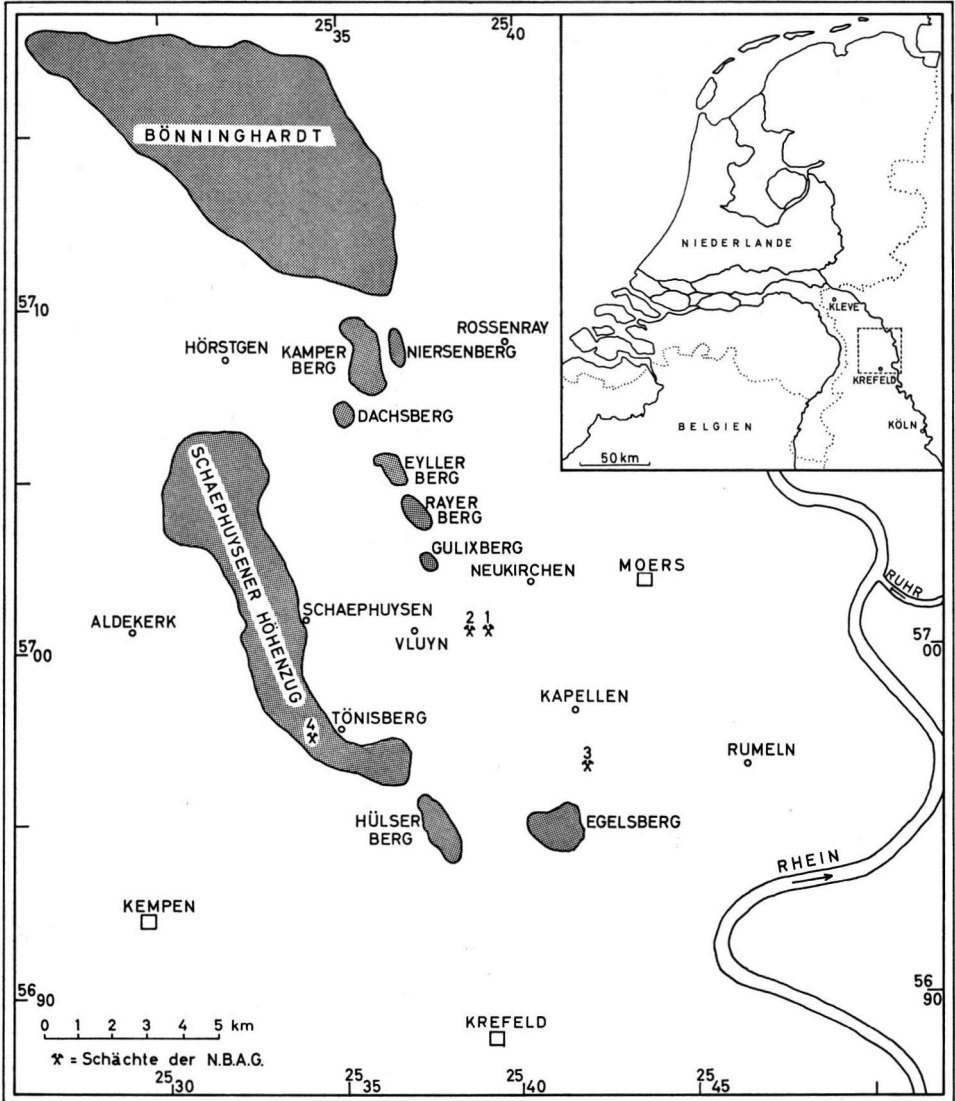 25 35
25 40
BÖNNINGHARDT
NIEDERLANDE
KLEVE
KREFELD
KÖLN
BELGIEN
50 km
57 10
HÖRSTGEN
KAMPER
BERG
NIERSENBERG
ROSSENRAY
DACHSBERG
EYLLER
BERG
RAYER
BERG
GULIXBERG
NEUKIRCHEN
MOERS
RUHR
SCHAEPHUYSENER HÖHENZUG
ALDEKERK
SCHAEPHUYSEN
VLUYN
2 1
57 00
57 00
KAPELLEN
4
TÖNISBERG
3
RUMELN
HÜLSER
BERG
EGELSBERG
RHEIN
KEMPEN
56 90
56 90
KREFELD
0 1 2 3 4 5 km
= Schächte der N.B.A.G.
25 30
25 35
25 40
25 45